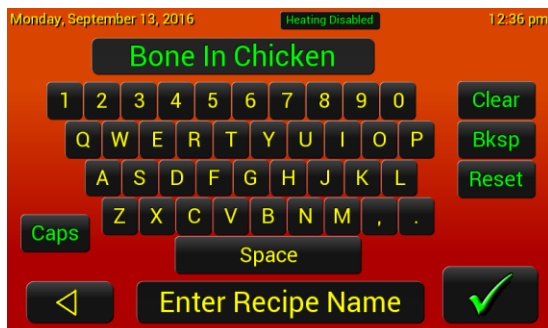 Monday, September 13, 2016 Heating Disabled 12:36 pm
Bone In Chicken
1 2 3 4 5 6 7 8 9 0 Clear
Q W E R T Y U I O P Bksp
A S D F G H J K L Reset
Z X C V B N M , .
Caps
Space
Enter Recipe Name